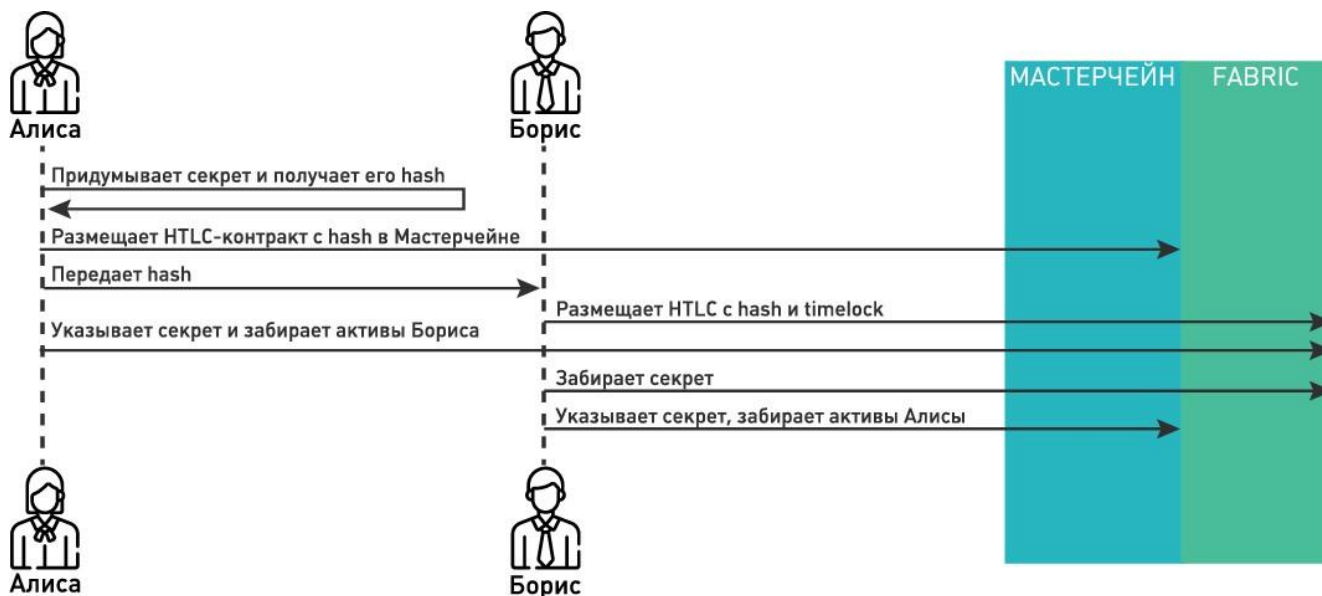 МАСТЕРЧЕЙН
FABRIC
Алиса
Борис
Придумывает секрет и получает его hash
Размещает HTLC-контракт с hash в Мастерчейне
Передает hash
Размещает HTLC с hash и timelock
Указывает секрет и забирает активы Бориса
Забирает секрет
Указывает секрет, забирает активы Алисы
Алиса
Борис